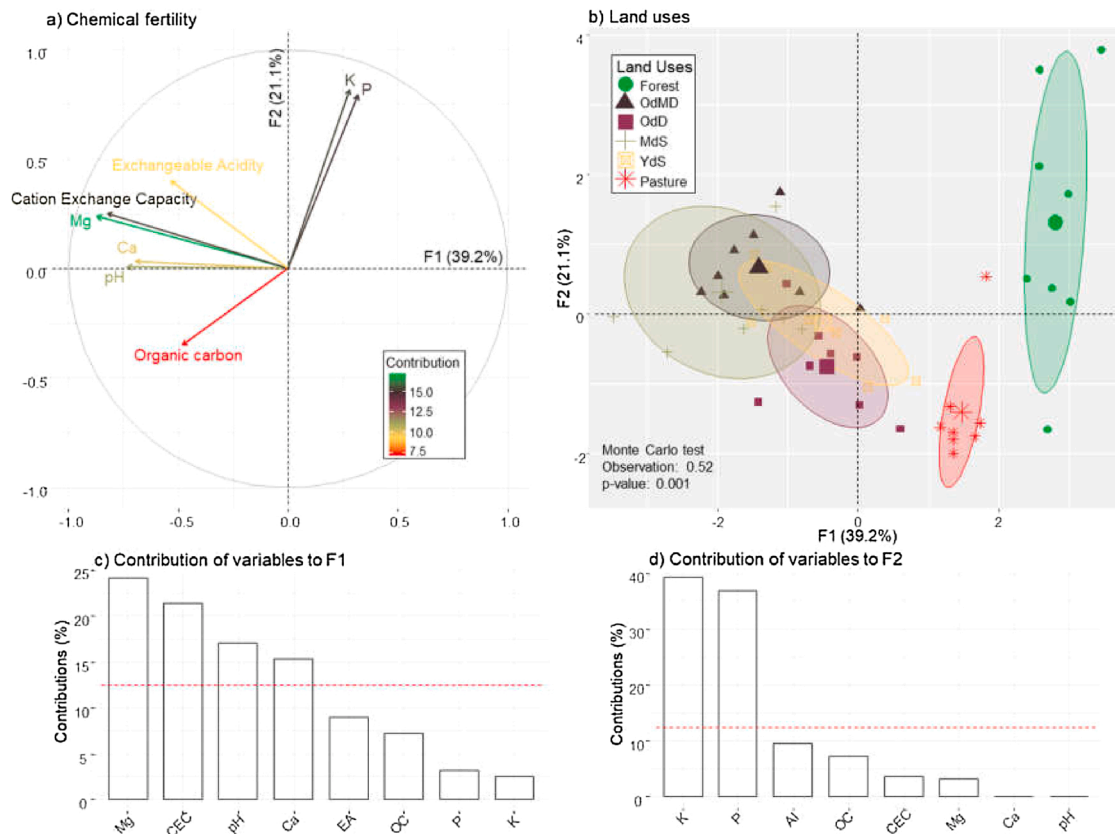 a) Chemical fertility
1.0
0.5
0.0
-0.5
-1.0
-1.0
-0.5
0.0
0.5
1.0
F2 (21.1%)
F1 (39.2%)
K
P
Exchangeable Acidity
Cation Exchange Capacity
Mg
Ca
pH
Organic carbon
Contribution
15.0
12.5
10.0
7.5
b) Land uses
4
2
0
-2
-2
0
2
F2 (21.1%)
F1 (39.2%)
Land Uses
Forest
OdMD
OdD
MdS
YdS
Pasture
Monte Carlo test
Observation: 0.52
p-value: 0.001
c) Contribution of variables to F1
Contributions (%)
25
20
15
10
5
0
Mg
CEC
pH
Ca
EA
OC
P
K
d) Contribution of variables to F2
Contributions (%)
40
30
20
10
0
K
P
Al
OC
CEC
Mg
Ca
pH